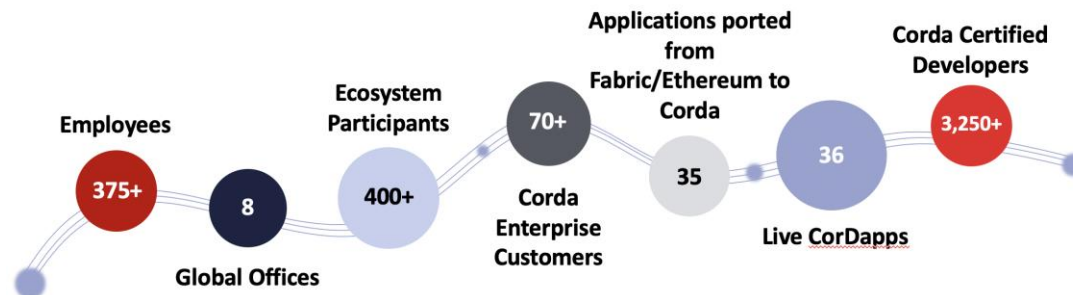 Employees
375+
8
Global Offices
Ecosystem
Participants
400+
70+
Corda
Enterprise
Customers
Applications ported
from
Fabric/Ethereum to
Corda
35
36
Live CorDapps
Corda Certified
Developers
3,250+